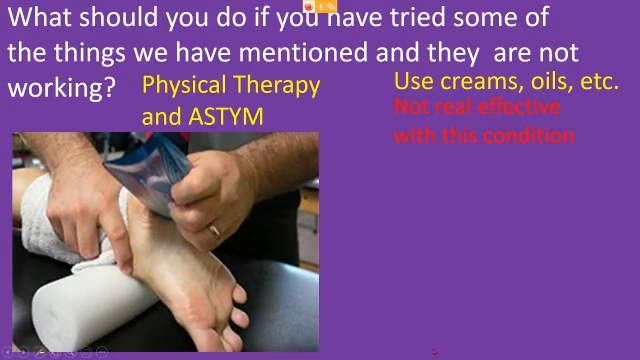 What should you do if you have tried some of
the things we have mentioned and they are not
working?
Physical Therapy
and ASTYM
Use creams, oils, etc.
Not real effective
with this condition